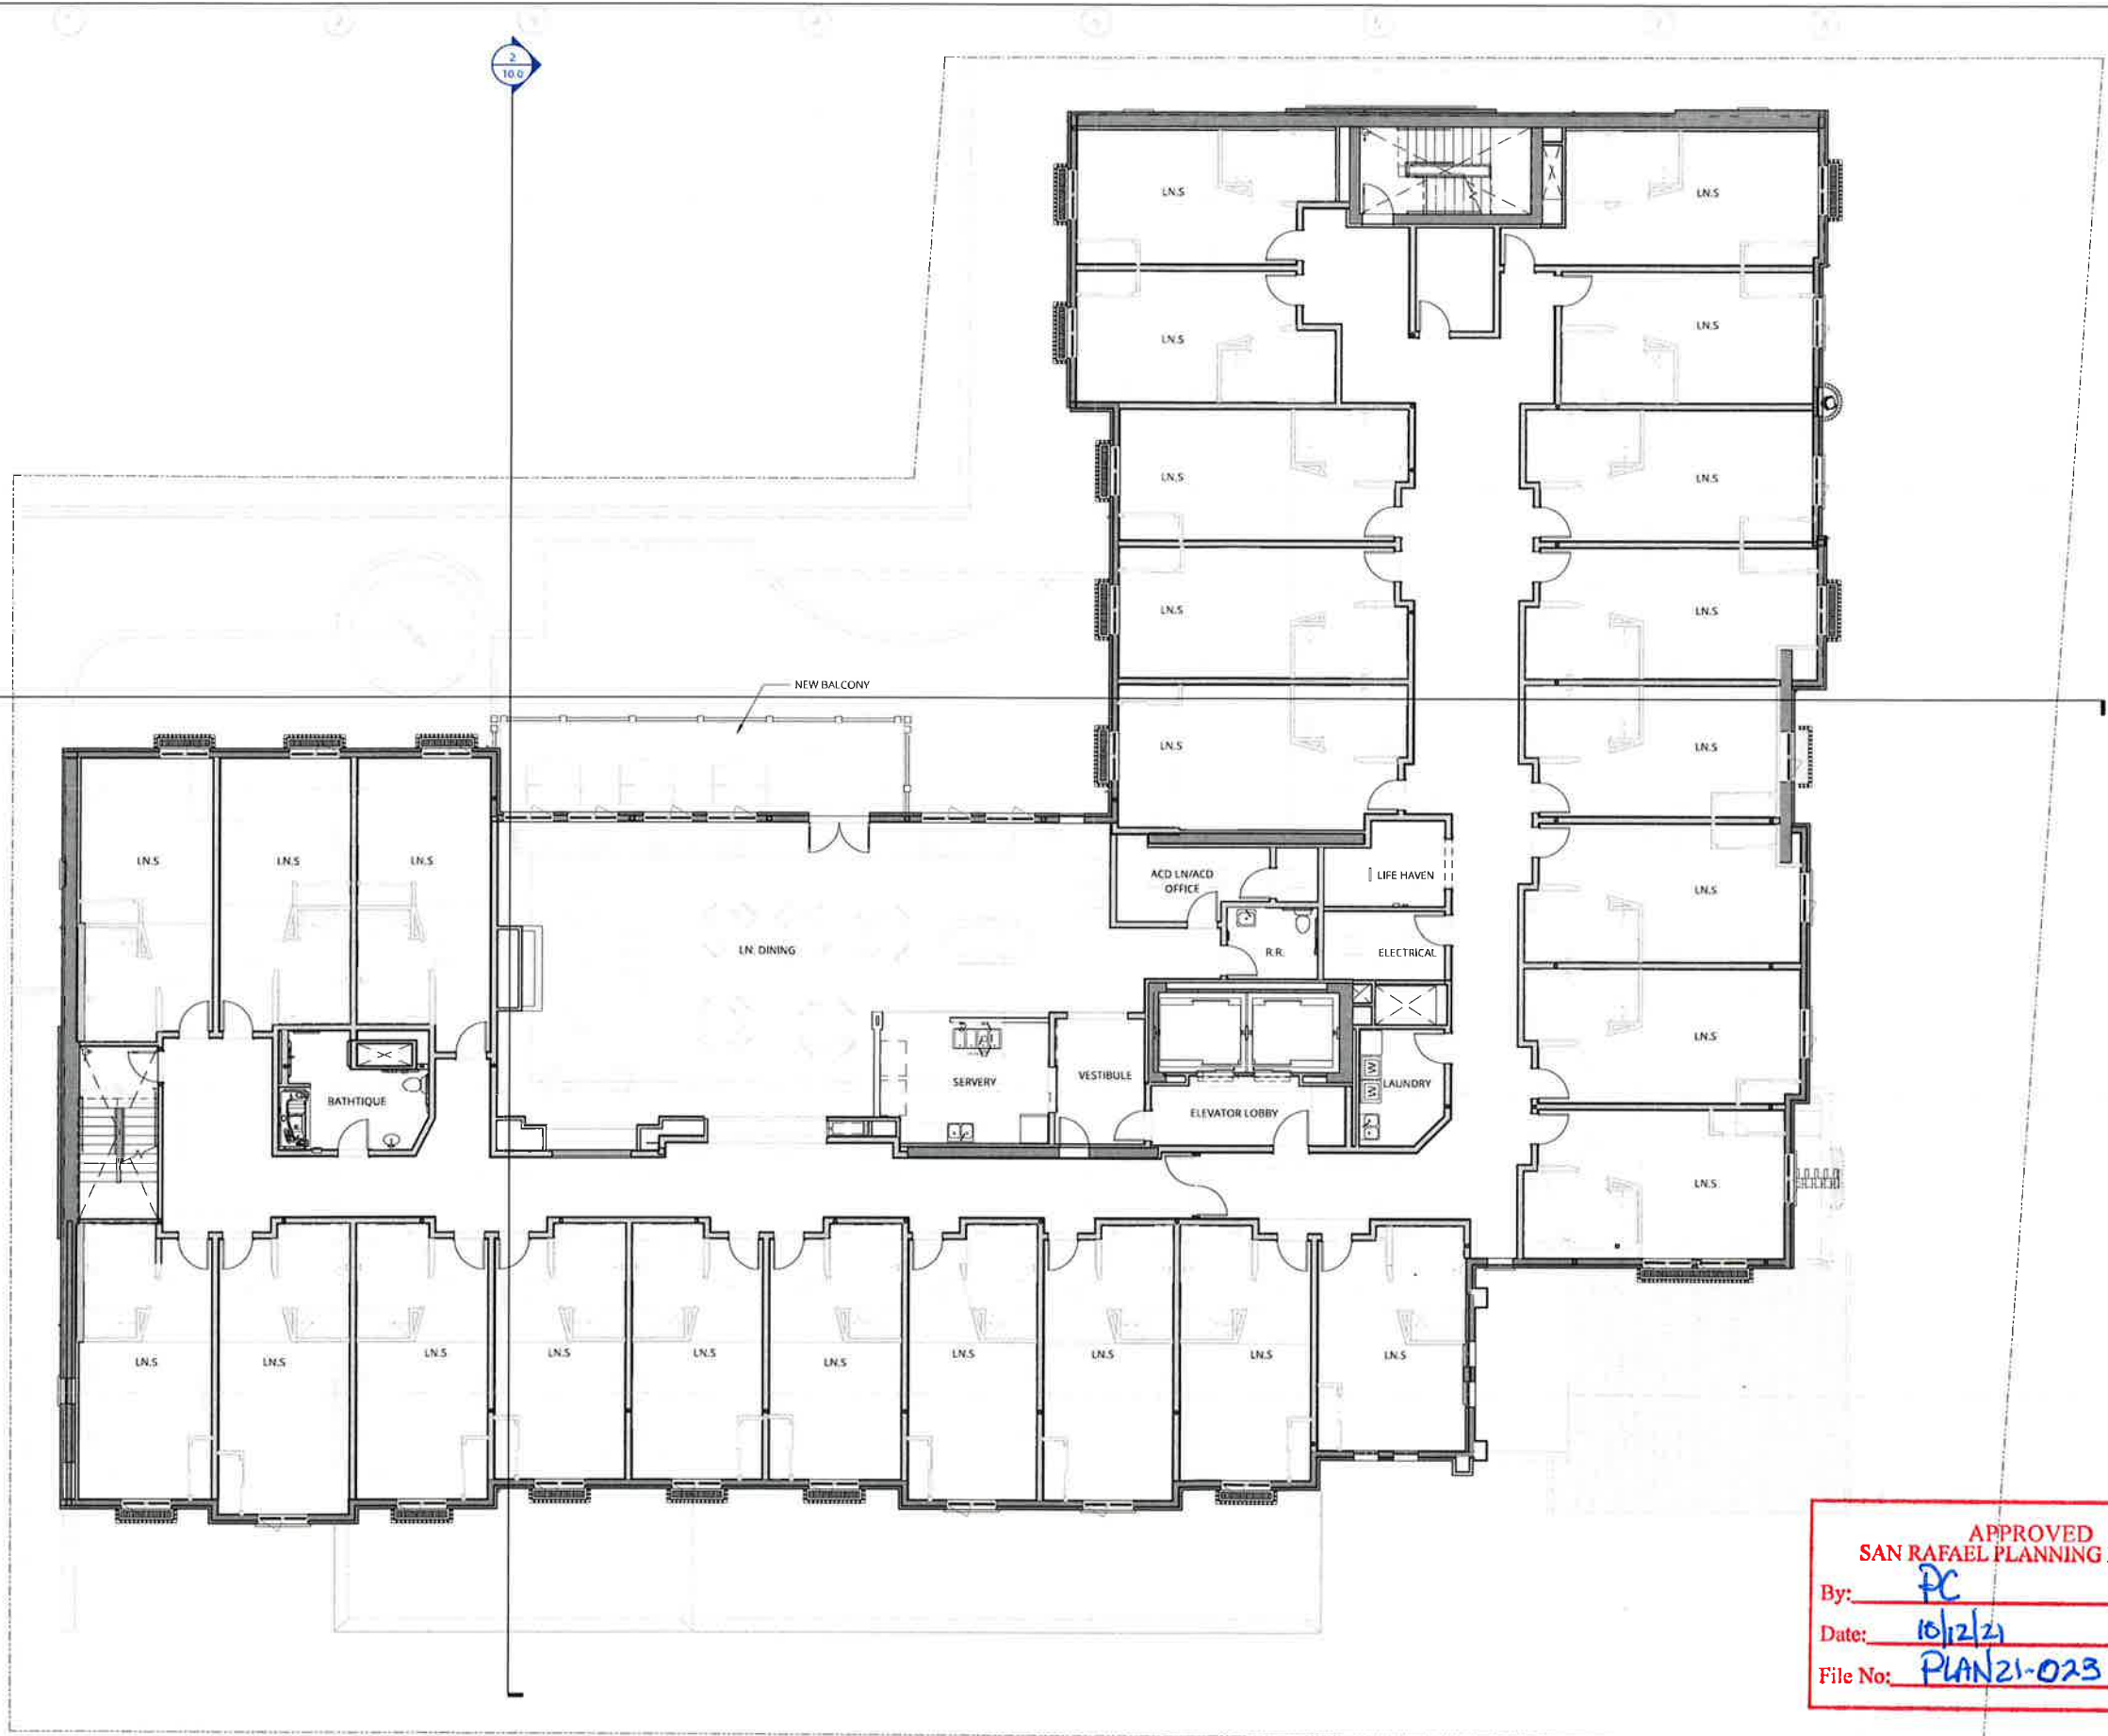 2
10.0
LN.S
LN.S
LN.S
LN.S
LN.S
LN.S
LN.S
LN.S
LN.S
NEW BALCONY
LN.S
LN.S
LN.S
LN.S
LN.S
ACD LN/ACD
OFFICE
LIFE HAVEN
LN.S
LN. DINING
R.R.
ELECTRICAL
LN.S
SERVERY
VESTIBULE
W
W
LAUNDRY
BATHTIQUE
ELEVATOR LOBBY
LN.S
LN.S
LN.S
LN.S
LN.S
LN.S
LN.S
LN.S
LN.S
LN.S
LN.S
APPROVED
SAN RAFAEL PLANNING
By: PC
Date: 10/12/21
File No: PLAN21-023